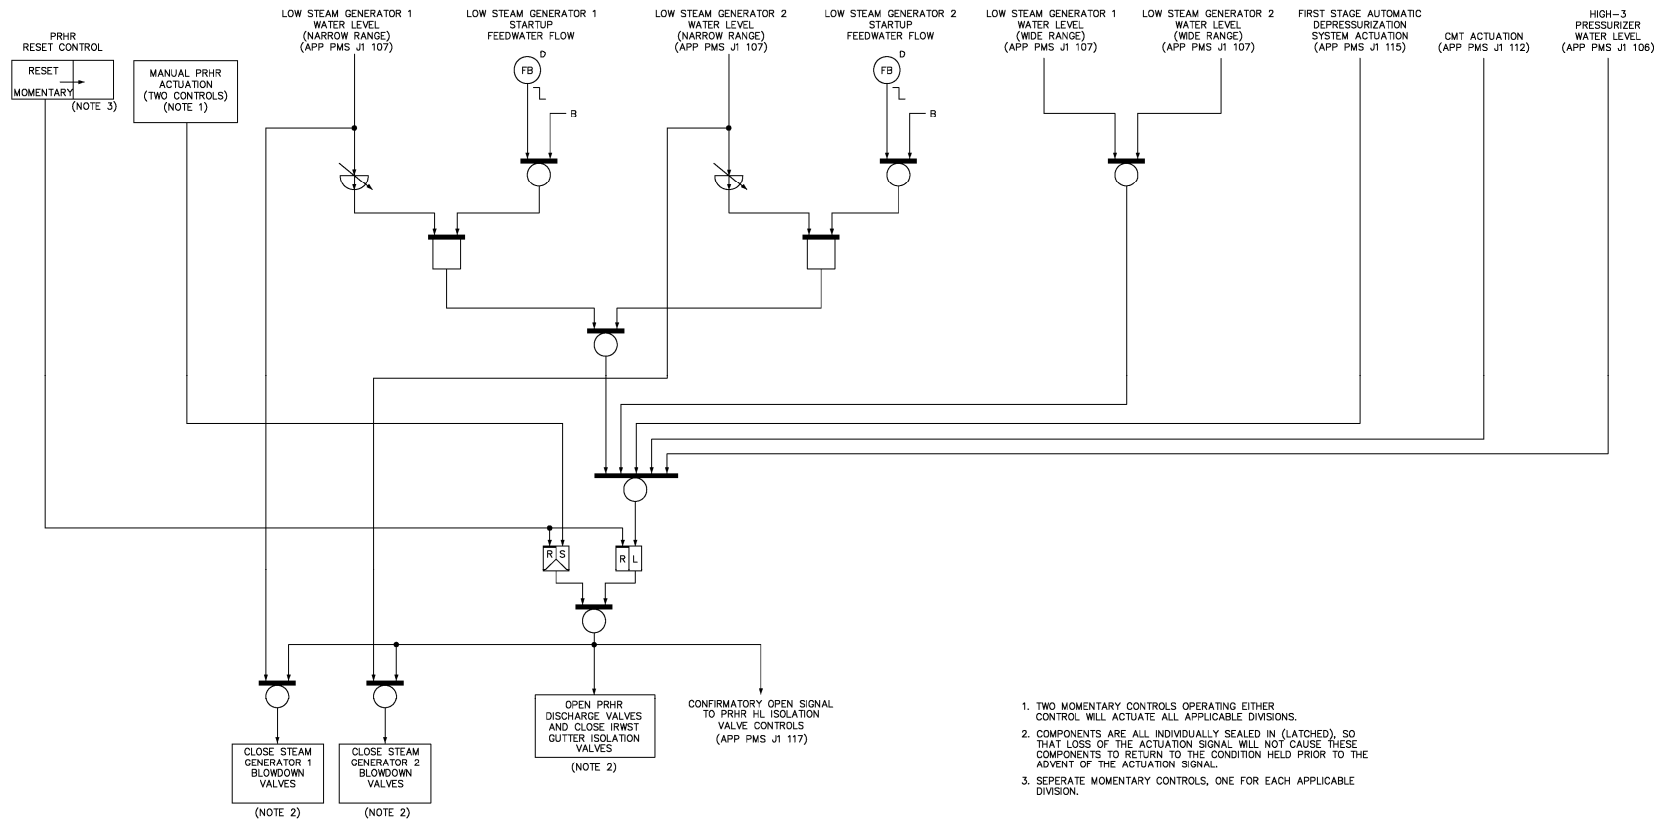 PRHR
RESET CONTROL
RESET
MOMENTARY
(NOTE 3)
MANUAL PRHR
ACTUATION
(TWO CONTROLS)
(NOTE 1)
LOW STEAM GENERATOR 1
WATER LEVEL
(NARROW RANGE)
(APP PMS J1 107)
LOW STEAM GENERATOR 1
STARTUP
FEEDWATER FLOW
D
FB
B
LOW STEAM GENERATOR 2
WATER LEVEL
(NARROW RANGE)
(APP PMS J1 107)
LOW STEAM GENERATOR 2
STARTUP
FEEDWATER FLOW
D
FB
B
LOW STEAM GENERATOR 1
WATER LEVEL
(WIDE RANGE)
(APP PMS J1 107)
LOW STEAM GENERATOR 2
WATER LEVEL
(WIDE RANGE)
(APP PMS J1 107)
FIRST STAGE AUTOMATIC
DEPRESSURIZATION
SYSTEM ACTUATION
(APP PMS J1 115)
CMT ACTUATION
(APP PMS J1 112)
HIGH-3
PRESSURIZER
WATER LEVEL
(APP PMS J1 106)
R S
R L
CLOSE STEAM
GENERATOR 1
BLOWDOWN
VALVES
(NOTE 2)
CLOSE STEAM
GENERATOR 2
BLOWDOWN
VALVES
(NOTE 2)
OPEN PRHR
DISCHARGE VALVES
AND CLOSE IRWST
GUTTER ISOLATION
VALVES
(NOTE 2)
CONFIRMATORY OPEN SIGNAL
TO PRHR HL ISOLATION
VALVE CONTROLS
(APP PMS J1 117)
1. TWO MOMENTARY CONTROLS OPERATING EITHER
CONTROL WILL ACTUATE ALL APPLICABLE DIVISIONS.
2. COMPONENTS ARE ALL INDIVIDUALLY SEALED IN (LATCHED), SO
THAT LOSS OF THE ACTUATION SIGNAL WILL NOT CAUSE THESE
COMPONENTS TO RETURN TO THE CONDITION HELD PRIOR TO THE
ADVENT OF THE ACTUATION SIGNAL.
3. SEPERATE MOMENTARY CONTROLS, ONE FOR EACH APPLICABLE
DIVISION.